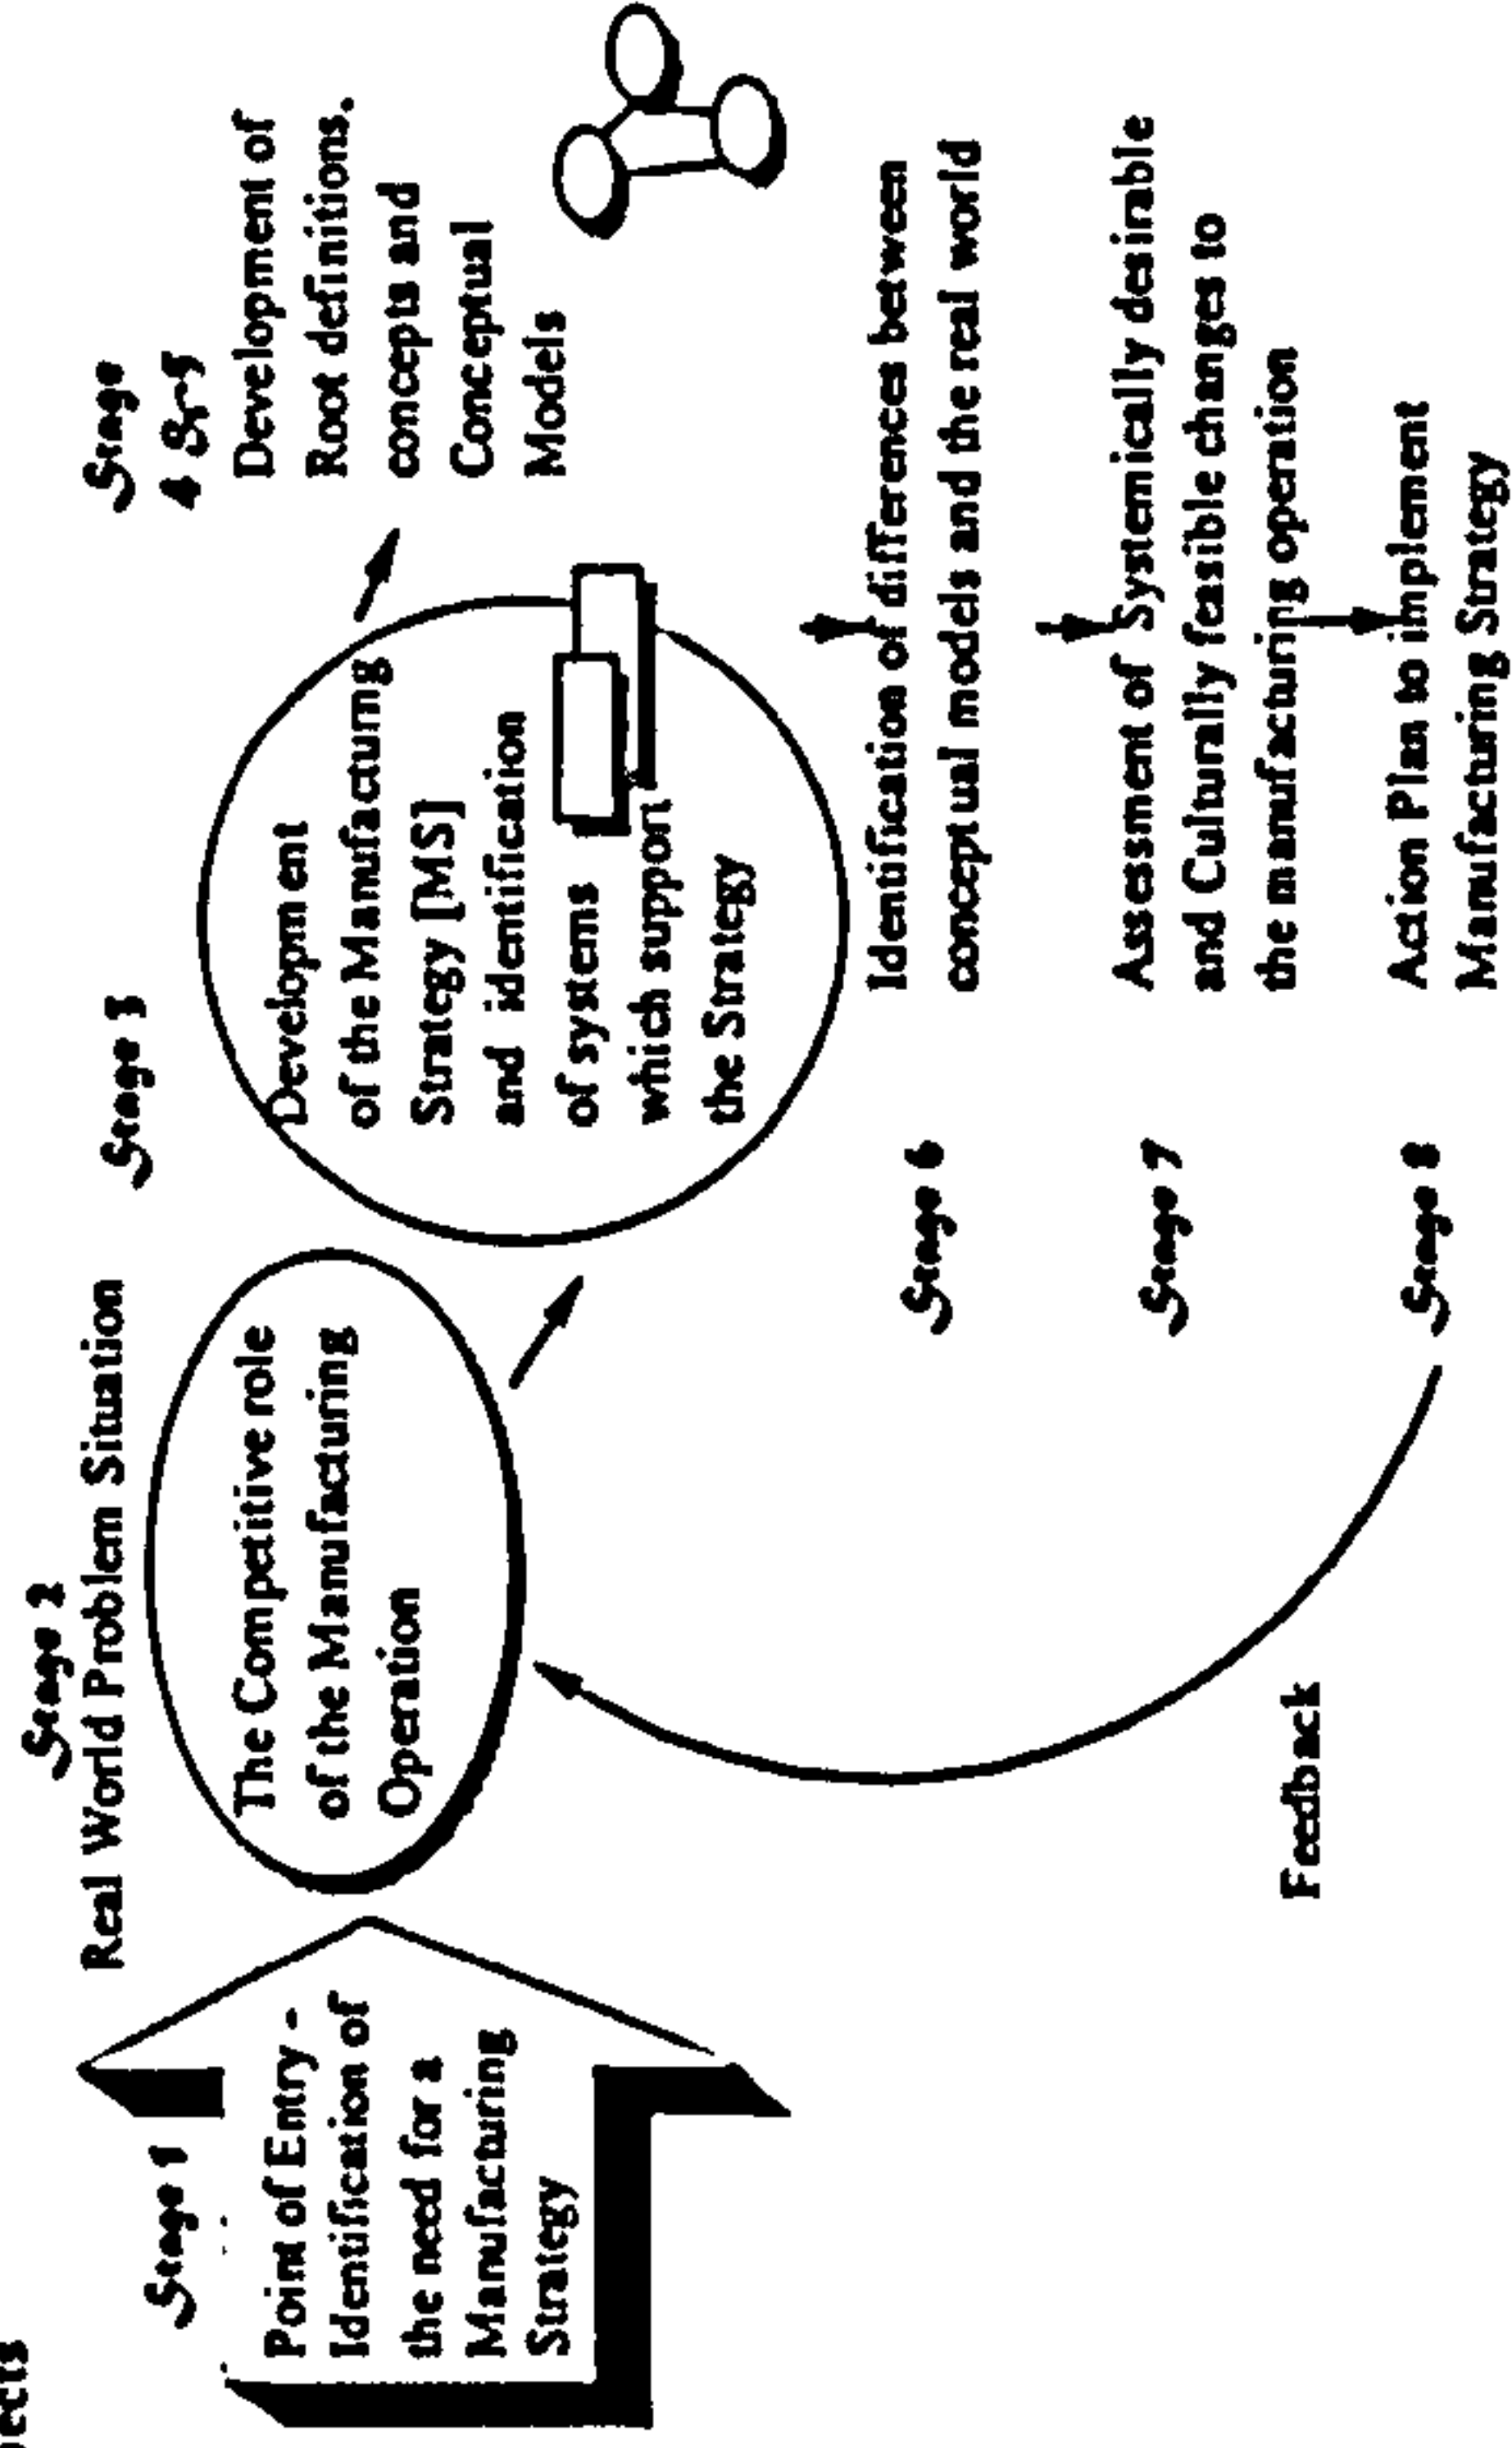 Stage 1
Point of Entry -
Identification of
the need for a
Manufacturing
Strategy
Stage 2
Real World Problem Situation
The Competitive role
of the Manufacturing
Operation
Stage 3
Development
of the Manufacturing
Strategy [MS]
and identification
of systems
which support
the Strategy
Stage
4 & 5
Development of
Root definitions,
concepts and
Conceptual
Models
Stage 6
Identification of differences between
conceptual models and the real world
Stage 7
Assessment of Systemically desirable
and Culturally feasible changes to
the manufacturing operation
Stage 8
Action Plan to implement
Manufacturing Strategy
Feedback